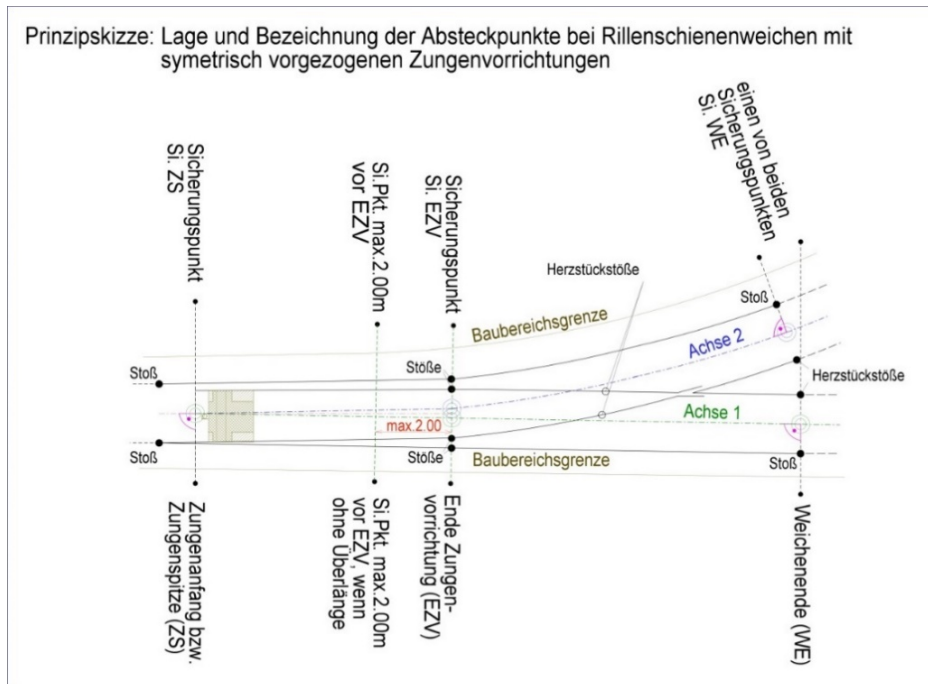 Prinzipskizze: Lage und Bezeichnung der Absteckpunkte bei Rillenschienenweichen mit
symetrisch vorgezogenen Zungenvorrichtungen
Sicherungspunkt
Si. ZS
Si.Pkt. max.2.00m
vor EZV
Sicherungspunkt
Si. EZV
einen von beiden
Sicherungspunkten
Si. WE
Herzstückstöße
Stoß
Baubereichsgrenze
Achse 2
Stoß
Stöße
Herzstückstöße
Achse 1
max.2.00
Stoß
Stöße
Baubereichsgrenze
Stoß
Zungenanfang bzw.
Zungenspitze (ZS)
Si.Pkt. max.2.00m
vor EZV, wenn
ohne Überlänge
Ende Zungen-
vorrichtung (EZV)
Weichenende (WE)